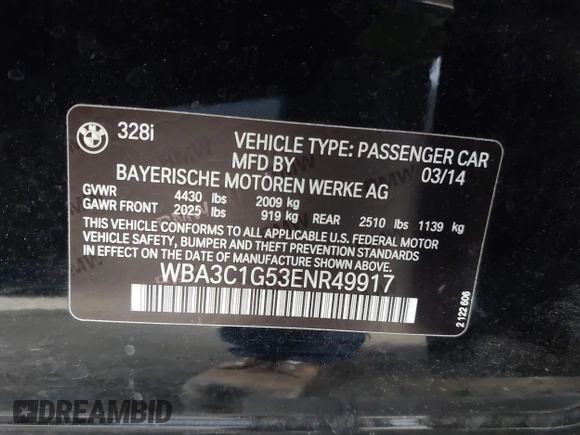 BMW 328i
VEHICLE TYPE: PASSENGER CAR
MFD BY 03/14
BAYERISCHE MOTOREN WERKE AG
GVWR 4430 lbs 2009 kg
GAWR FRONT 2025 lbs 919 kg REAR 2510 lbs 1139 kg
THIS VEHICLE CONFORMS TO ALL APPLICABLE U.S. FEDERAL MOTOR
VEHICLE SAFETY, BUMPER AND THEFT PREVENTION STANDARDS
IN EFFECT ON THE DATE OF MANUFACTURE SHOWN ABOVE.
WBA3C1G53ENR49917
2 122 606
DREAMBID